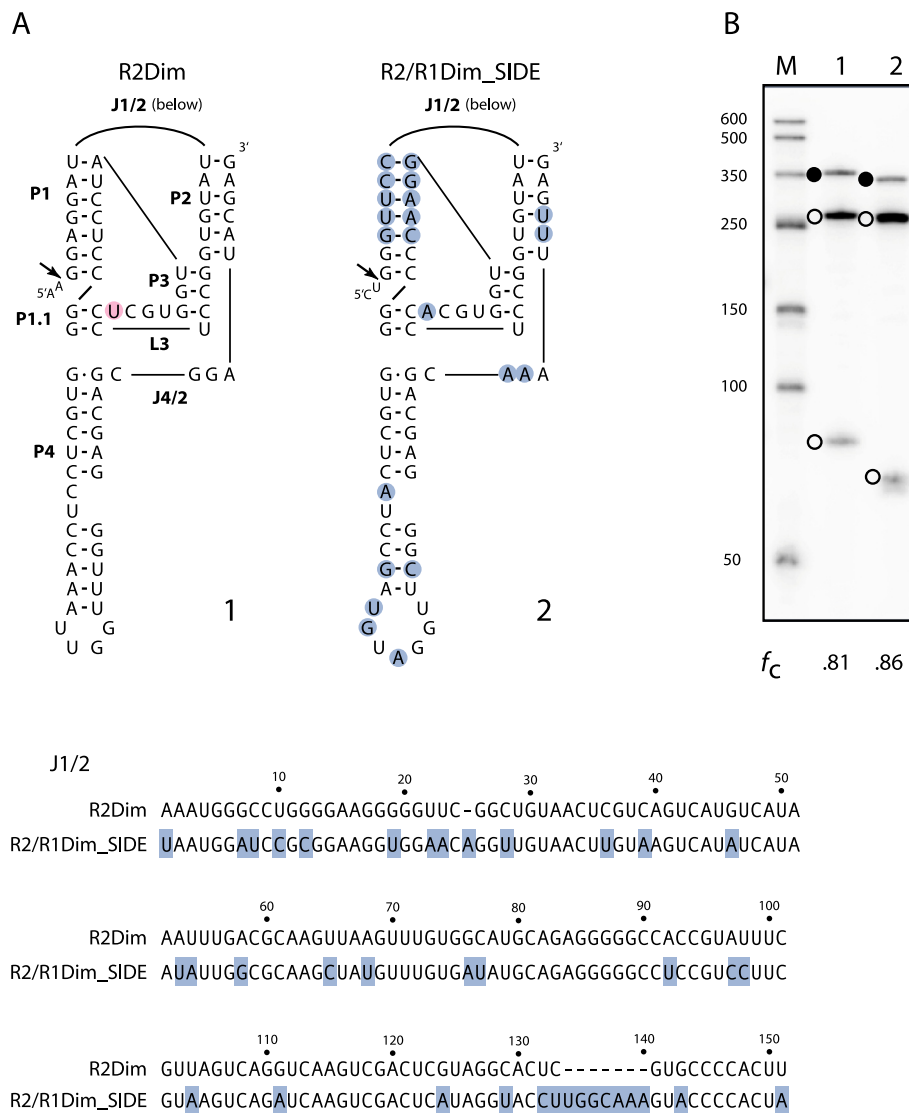 A
B
R2Dim
R2/R1Dim_SIDE
J1/2 (below)
J1/2 (below)
P1
P2
P3
P1.1
L3
J4/2
P4
3'
5'A A
U-A U-G
A-U A-A
G-C U-G
G-C G-C
A-U U-A
G-C U-U
G-C G-G
U G-C
G-C U C G U G-C
G-C U
G·G C G G A
U-A
G-C
C-G
U-A
C-G
C
C-G
A-G
A-U
A-U
U G
U G
1
3'
5'C U
C-G U-G
C-G A-A
U-A U-G
U-A G-U
G-C U-U
G-C G-U
G-C G-G
U G-C
G-C A C G U G-C
G-C U
G·G C A A A
U-A
G-C
C-G
U-A
C-G
A
U
C-G
C-G
G-C
A U
U U
G G
U A G
2
M 1 2
600
500
350
250
150
100
50
fC .81 .86
J1/2
10 20 30 40 50
R2Dim AAAUGGGCCUGGGGAAGGGGGUUC-GGCUGUAACUCGUCAGUCAUGUCAUA
R2/R1Dim_SIDE UAAUGGAUCCGCGGAAGGUGGAACAGGUUGUAACUUGUAAGUCAUAUCAUA
60 70 80 90 100
R2Dim AAUUUGACGCAAGUUAAGUUUGUGGCAUGCAGAGGGGGCCACCGUAUUUC
R2/R1Dim_SIDE AUAUUGGCGCAAGCUAUGUUUGUGAUAUGCAGAGGGGGCCUCCGUCCUUC
110 120 130 140 150
R2Dim GUUAGUCAGGUCAAGUCGACUCGUAGGCACUC-------GUGCCCCACUU
R2/R1Dim_SIDE GUAAGUCAGAUCAAGUCGACUCAUAGGUACCUUGGCAAAGUACCCCACUA